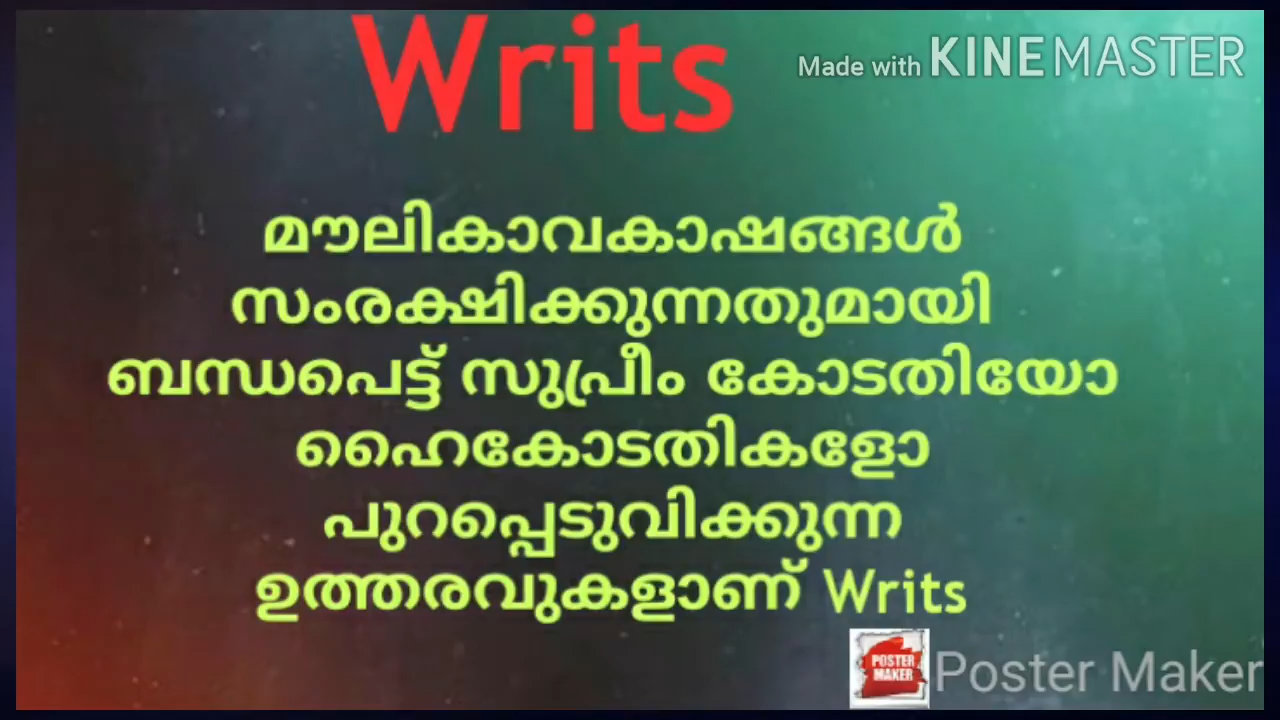 Writs
Made with KINEMASTER
മൗലികാവകാഷങ്ങൾ
സംരക്ഷിക്കുന്നതുമായി
ബന്ധപെട്ട് സുപ്രീം കോടതിയോ
ഹൈകോടതികളോ
പുറപ്പെടുവിക്കുന്ന
ഉത്തരവുകളാണ് Writs
POSTER
MAKER
Poster Maker